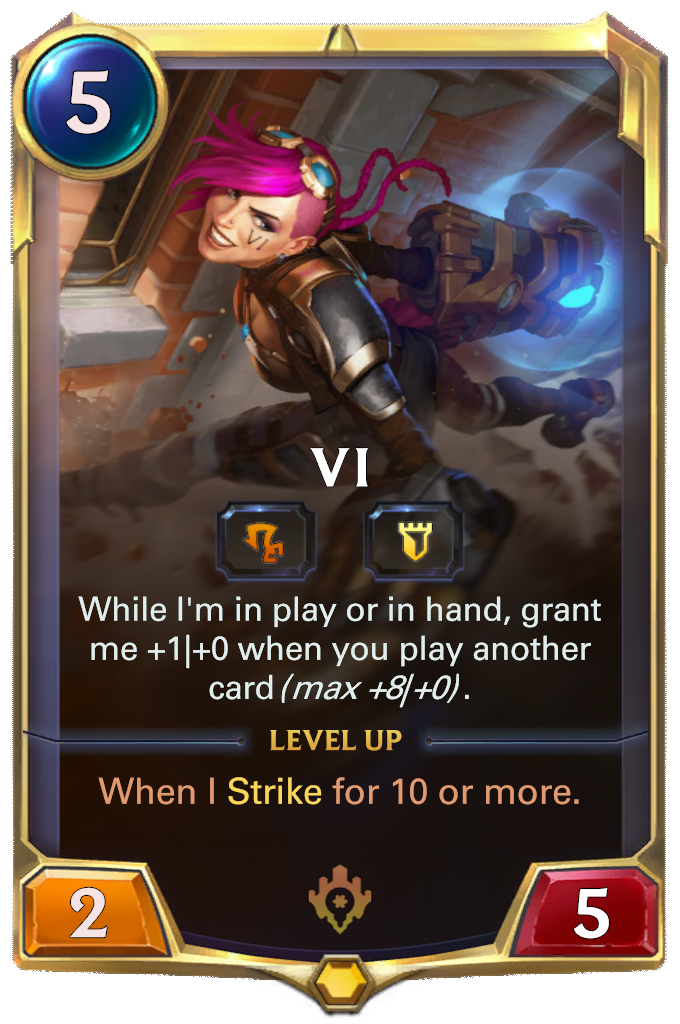 5
VI
VI
While I'm in play or in hand, grant
me +1|+0 when you play another
card (max +8|+0).
LEVEL UP
When I Strike for 10 or more.
2
5